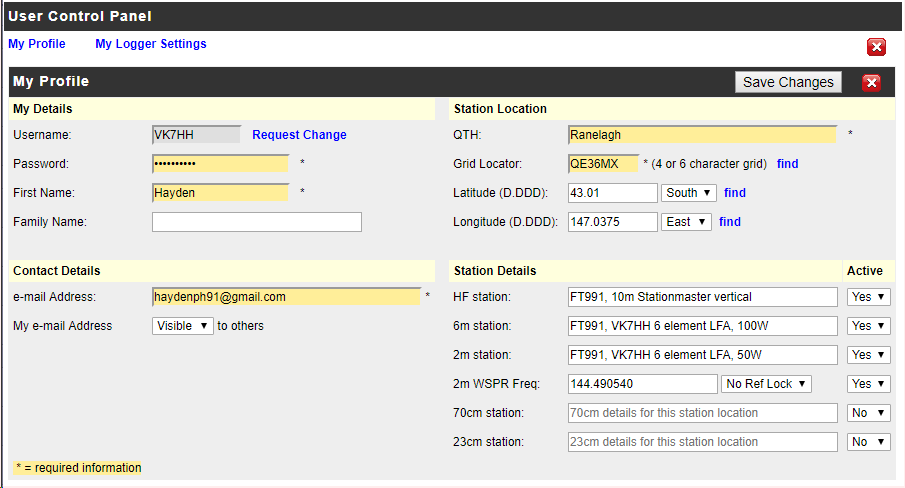 User Control Panel
My Profile My Logger Settings
My Profile Save Changes
My Details Station Location
Username: VK7HH Request Change QTH: Ranelagh *
Password: •••••••••• * Grid Locator: QE36MX * (4 or 6 character grid) find
First Name: Hayden * Latitude (D.DDD): 43.01 South ▼ find
Family Name: Longitude (D.DDD): 147.0375 East ▼ find
Contact Details Station Details Active
e-mail Address: haydenph91@gmail.com * HF station: FT991, 10m Stationmaster vertical Yes ▼
My e-mail Address Visible ▼ to others 6m station: FT991, VK7HH 6 element LFA, 100W Yes ▼
2m station: FT991, VK7HH 6 element LFA, 50W Yes ▼
2m WSPR Freq: 144.490540 No Ref Lock ▼ Yes ▼
70cm station: 70cm details for this station location No ▼
23cm station: 23cm details for this station location No ▼
* = required information